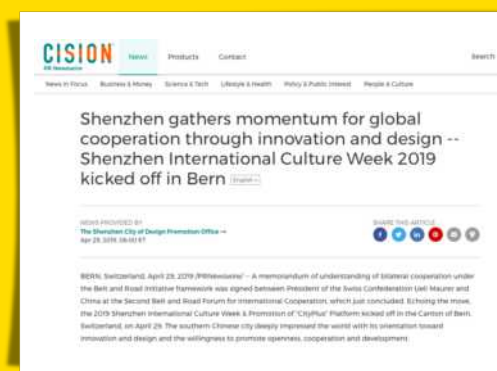 CISION
PR Newswire
News Products Contact Search
News in Focus Business & Money Science & Tech Lifestyle & Health Policy & Public Interest People & Culture
Shenzhen gathers momentum for global
cooperation through innovation and design --
Shenzhen International Culture Week 2019
kicked off in Bern English
NEWS PROVIDED BY
The Shenzhen City of Design Promotion Office →
Apr 29, 2019, 08:00 ET
SHARE THIS ARTICLE
BERN, Switzerland, April 29, 2019 /PRNewswire/ -- A memorandum of understanding of bilateral cooperation under
the Belt and Road Initiative framework was signed between President of the Swiss Confederation Ueli Maurer and
China at the Second Belt and Road Forum for International Cooperation, which just concluded. Echoing the move,
the 2019 Shenzhen International Culture Week & Promotion of "CityPlus" Platform kicked off in the Canton of Bern,
Switzerland, on April 29. The southern Chinese city deeply impressed the world with its orientation toward
innovation and design and the willingness to promote openness, cooperation and development.